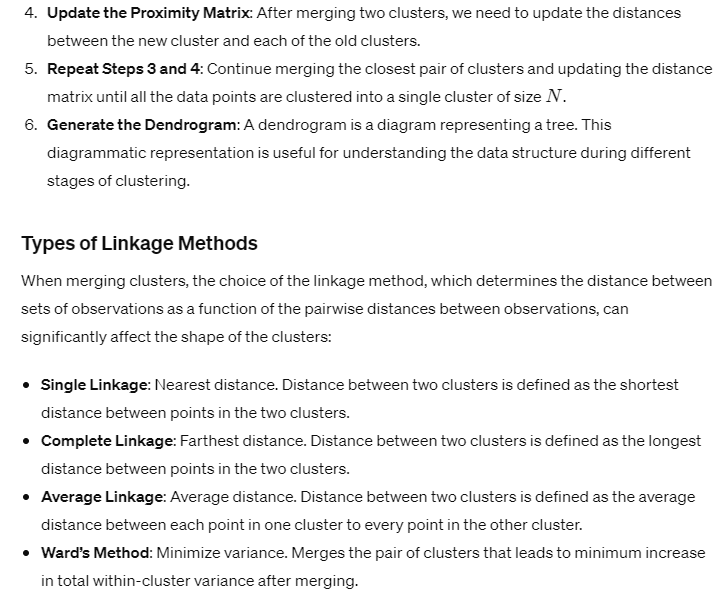 4. Update the Proximity Matrix: After merging two clusters, we need to update the distances
between the new cluster and each of the old clusters.
5. Repeat Steps 3 and 4: Continue merging the closest pair of clusters and updating the distance
matrix until all the data points are clustered into a single cluster of size N.
6. Generate the Dendrogram: A dendrogram is a diagram representing a tree. This
diagrammatic representation is useful for understanding the data structure during different
stages of clustering.
Types of Linkage Methods
When merging clusters, the choice of the linkage method, which determines the distance between
sets of observations as a function of the pairwise distances between observations, can
significantly affect the shape of the clusters:
• Single Linkage: Nearest distance. Distance between two clusters is defined as the shortest
distance between points in the two clusters.
• Complete Linkage: Farthest distance. Distance between two clusters is defined as the longest
distance between points in the two clusters.
• Average Linkage: Average distance. Distance between two clusters is defined as the average
distance between each point in one cluster to every point in the other cluster.
• Ward’s Method: Minimize variance. Merges the pair of clusters that leads to minimum increase
in total within-cluster variance after merging.